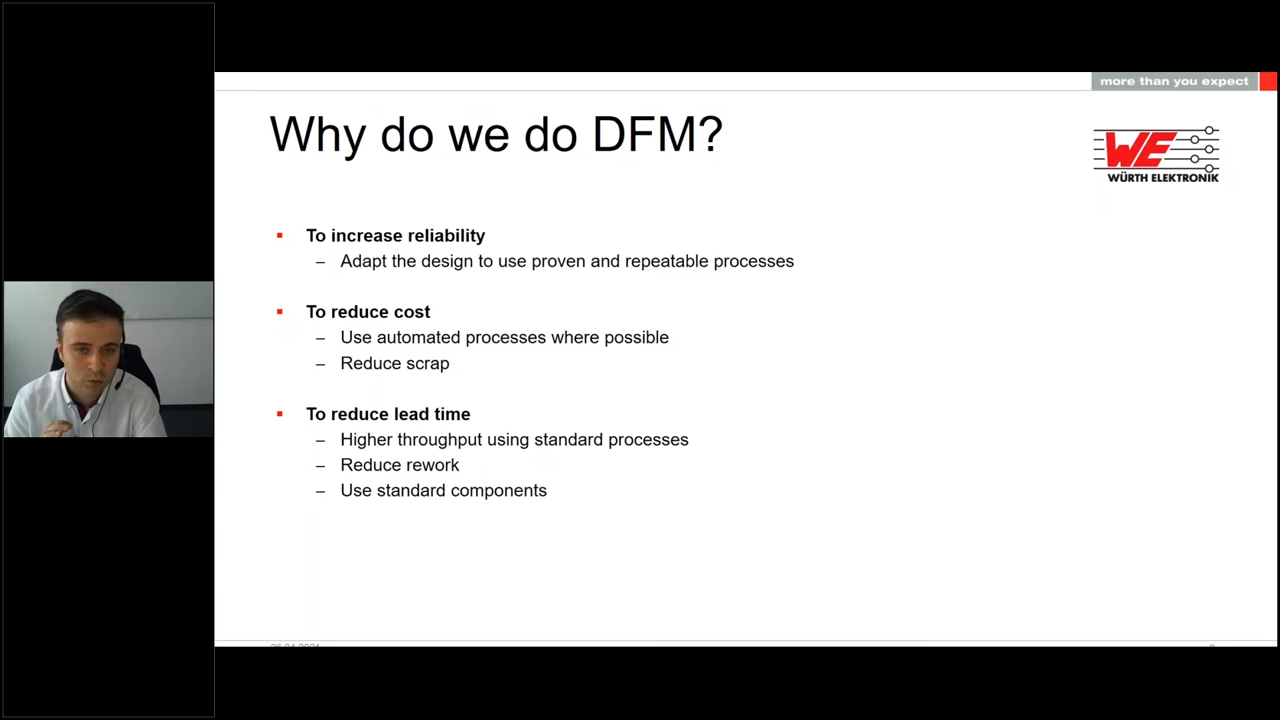 more than you expect
Why do we do DFM?
WE
WÜRTH ELEKTRONIK
▪ To increase reliability
– Adapt the design to use proven and repeatable processes
▪ To reduce cost
– Use automated processes where possible
– Reduce scrap
▪ To reduce lead time
– Higher throughput using standard processes
– Reduce rework
– Use standard components